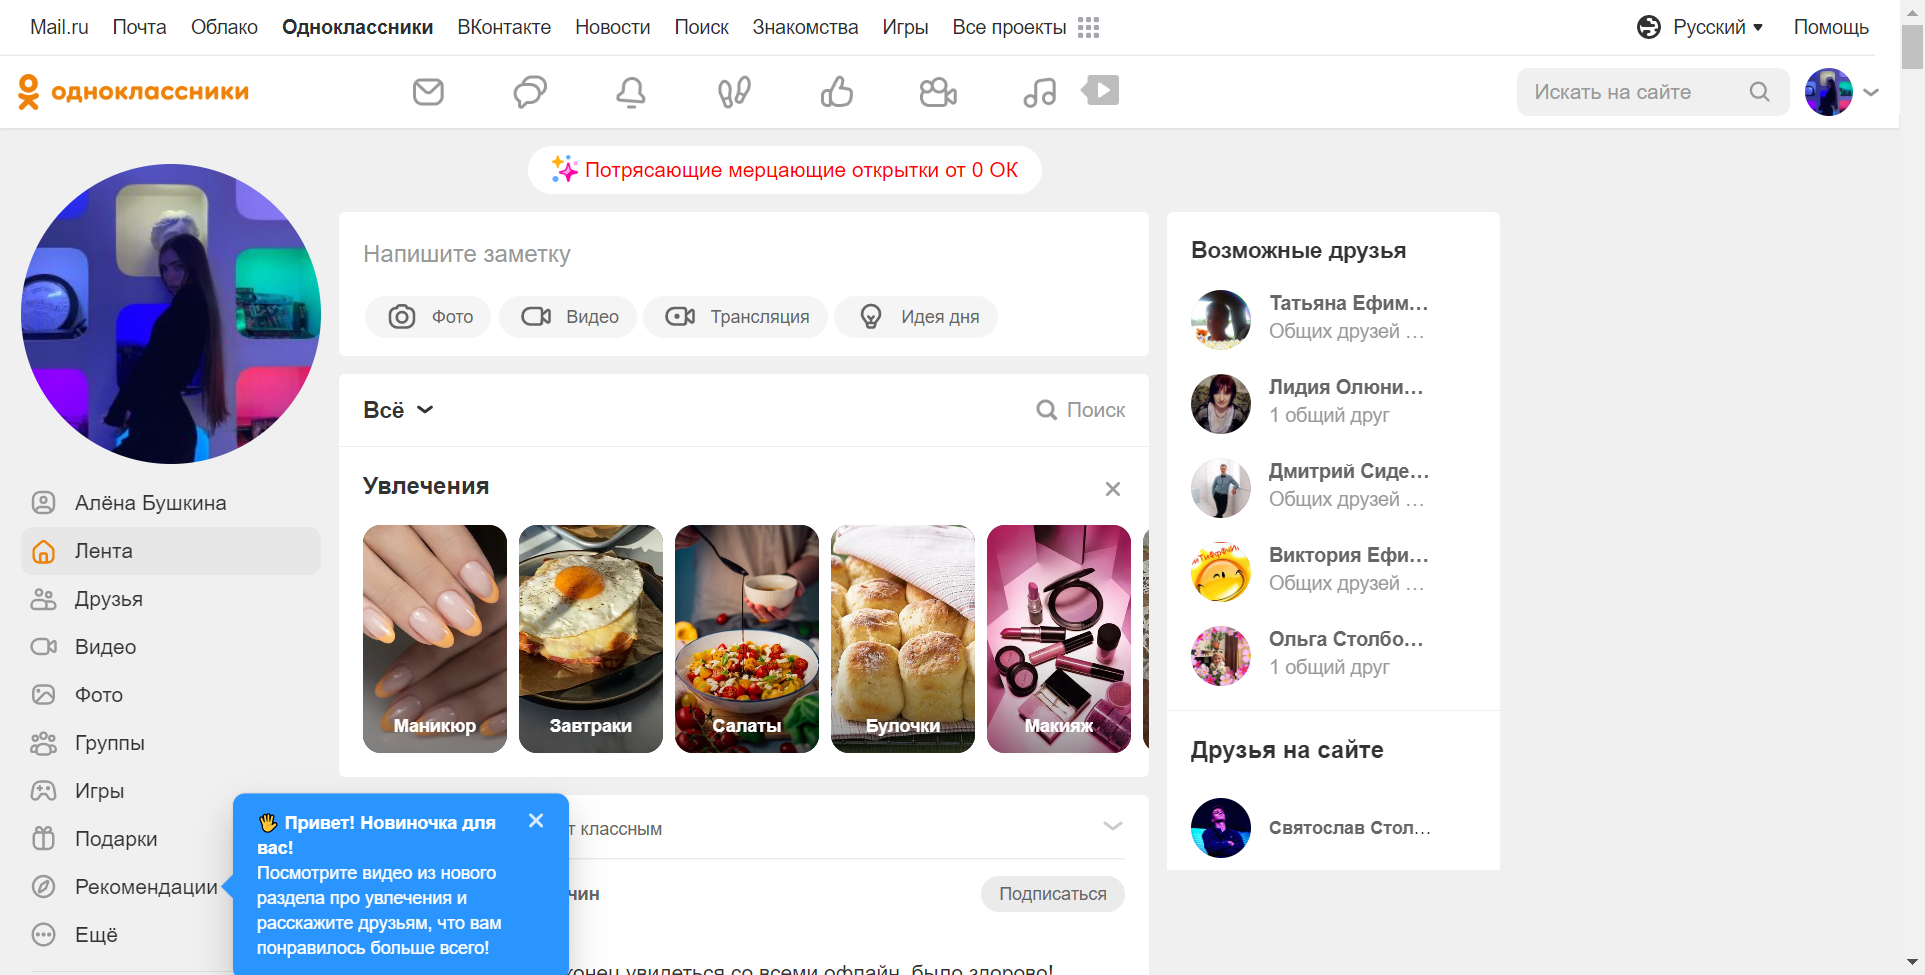 Mail.ru Почта Облако Одноклассники ВКонтакте Новости Поиск Знакомства Игры Все проекты Русский Помощь
одноклассники Искать на сайте
Потрясающие мерцающие открытки от 0 ОК
Напишите заметку
Фото Видео Трансляция Идея дня
Всё Поиск
Увлечения
Маникюр Завтраки Салаты Булочки Макияж
Алёна Бушкина
Лента
Друзья
Видео
Фото
Группы
Игры
Подарки
Рекомендации
Ещё
Привет! Новиночка для
вас!
Посмотрите видео из нового
раздела про увлечения и
расскажите друзьям, что вам
понравилось больше всего!
т классным
чин Подписаться
конец увидеться со всеми офлайн, было здорово!
Возможные друзья
Татьяна Ефим...
Общих друзей ...
Лидия Олюни...
1 общий друг
Дмитрий Сиде...
Общих друзей ...
Виктория Ефи...
Общих друзей ...
Ольга Столбо...
1 общий друг
Друзья на сайте
Святослав Стол...